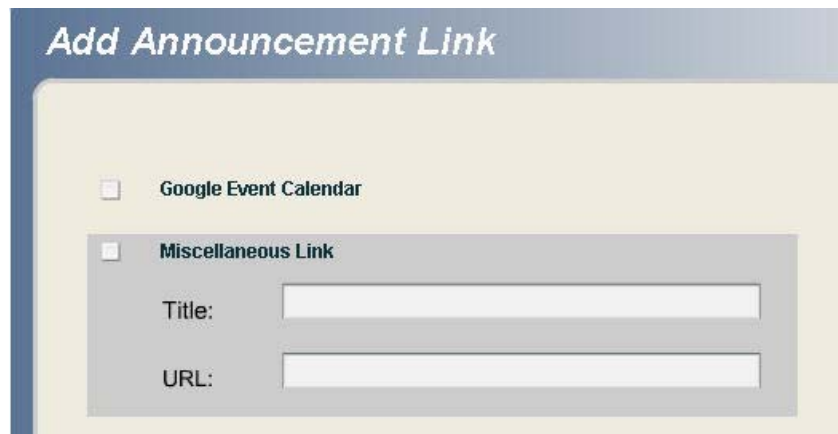 Add Announcement Link
Google Event Calendar
Miscellaneous Link
Title:
URL: